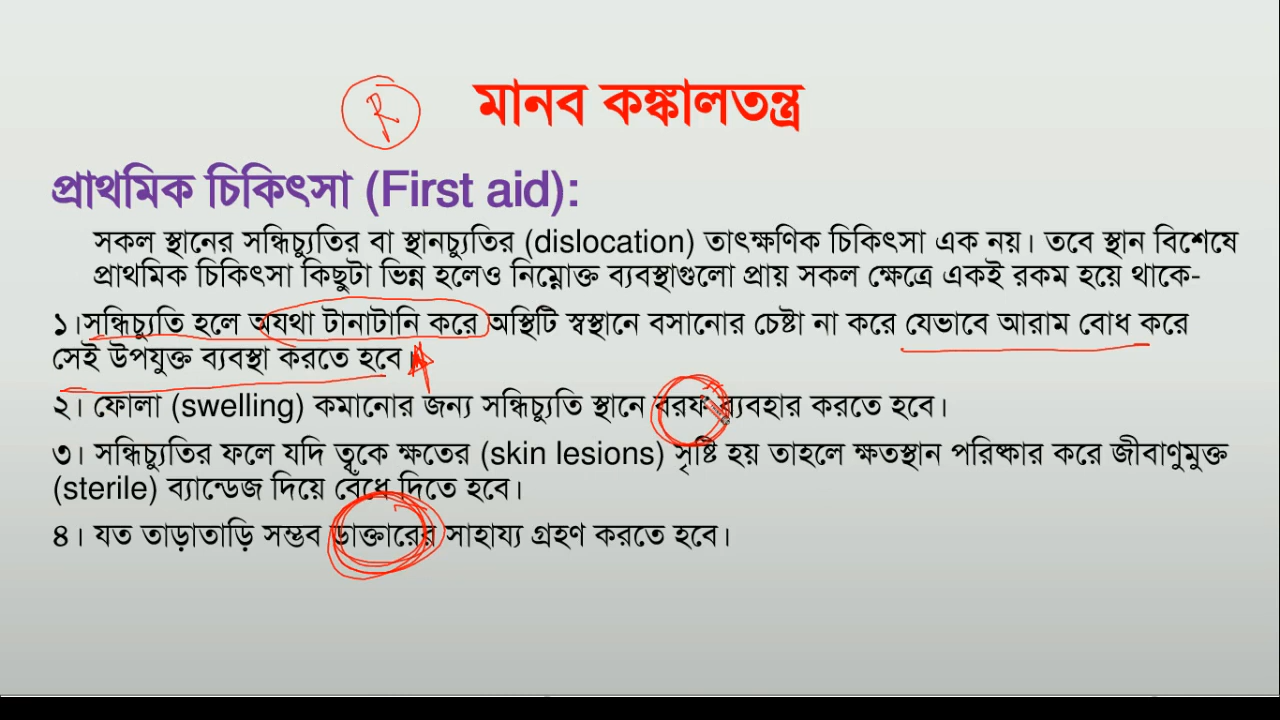 R
মানব কঙ্কালতন্ত্র
প্রাথমিক চিকিৎসা (First aid):
সকল স্থানের সন্ধিচ্যুতির বা স্থানচ্যুতির (dislocation) তাৎক্ষণিক চিকিৎসা এক নয়। তবে স্থান বিশেষে
প্রাথমিক চিকিৎসা কিছুটা ভিন্ন হলেও নিম্নোক্ত ব্যবস্থাগুলো প্রায় সকল ক্ষেত্রে একই রকম হয়ে থাকে-
১। সন্ধিচ্যুতি হলে অযথা টানাটানি করে অস্থিটি স্বস্থানে বসানোর চেষ্টা না করে যেভাবে আরাম বোধ করে
সেই উপযুক্ত ব্যবস্থা করতে হবে।
২। ফোলা (swelling) কমানোর জন্য সন্ধিচ্যুতি স্থানে বরফ ব্যবহার করতে হবে।
৩। সন্ধিচ্যুতির ফলে যদি ত্বকে ক্ষতের (skin lesions) সৃষ্টি হয় তাহলে ক্ষতস্থান পরিষ্কার করে জীবাণুমুক্ত
(sterile) ব্যান্ডেজ দিয়ে বেঁধে দিতে হবে।
৪। যত তাড়াতাড়ি সম্ভব ডাক্তারের সাহায্য গ্রহণ করতে হবে।